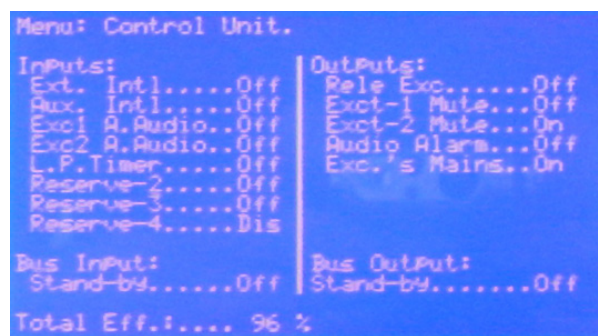 Menu: Control Unit.
Inputs:
Ext. Intl.....Off
Aux. Intl.....Off
Exc1 A.Audio..Off
Exc2 A.Audio..Off
L.P.Timer.....Off
Reserve-2.....Off
Reserve-3.....Off
Reserve-4.....Dis
Bus Input:
Stand-by......Off
Outputs:
Rele Exc......Off
Exct-1 Mute...Off
Exct-2 Mute...On
Audio Alarm...Off
Exc.'s Mains..On
Bus Output:
Stand-by......Off
Total Eff.:.... 96 %